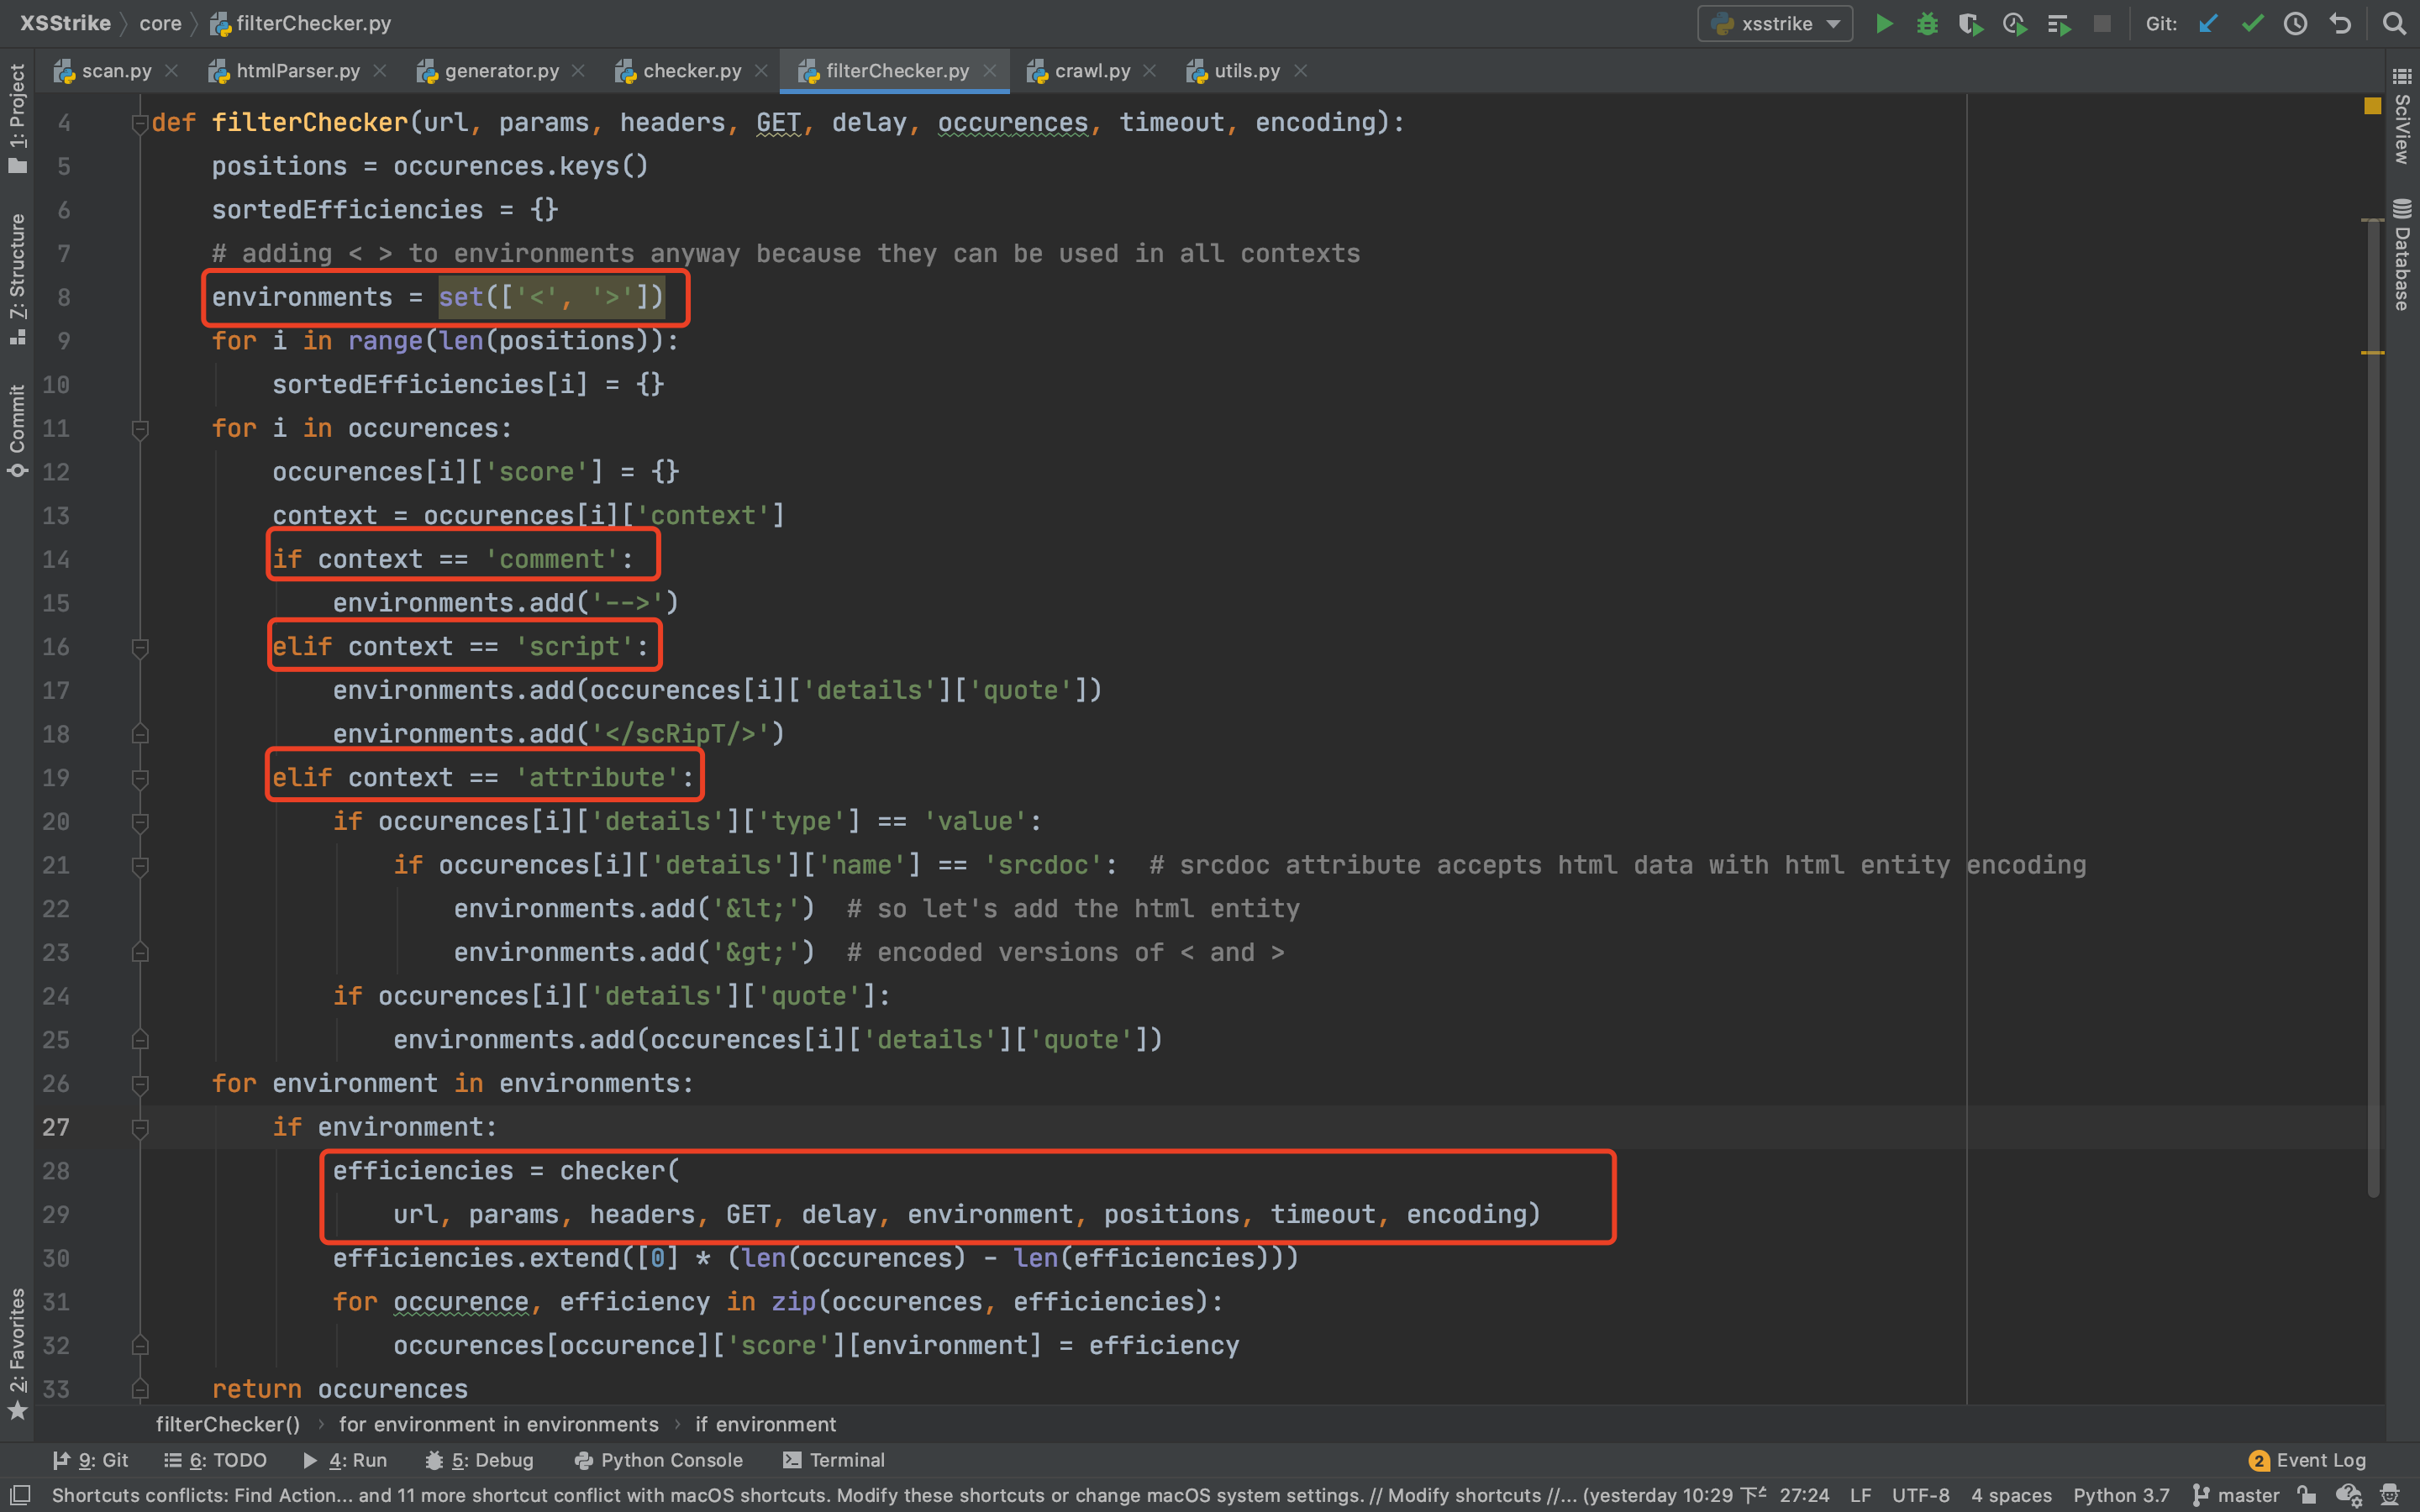 XSStrike core filterChecker.py xsstrike Git:
scan.py htmlParser.py generator.py checker.py filterChecker.py crawl.py utils.py
1: Project
7: Structure
Commit
2: Favorites
SciView
Database
4 def filterChecker(url, params, headers, GET, delay, occurences, timeout, encoding):
5 positions = occurences.keys()
6 sortedEfficiencies = {}
7 # adding < > to environments anyway because they can be used in all contexts
8 environments = set(['<', '>'])
9 for i in range(len(positions)):
10 sortedEfficiencies[i] = {}
11 for i in occurences:
12 occurences[i]['score'] = {}
13 context = occurences[i]['context']
14 if context == 'comment':
15 environments.add('-->')
16 elif context == 'script':
17 environments.add(occurences[i]['details']['quote'])
18 environments.add('</scRipT/>')
19 elif context == 'attribute':
20 if occurences[i]['details']['type'] == 'value':
21 if occurences[i]['details']['name'] == 'srcdoc':  # srcdoc attribute accepts html data with html entity encoding
22 environments.add('&lt;')  # so let's add the html entity
23 environments.add('&gt;')  # encoded versions of < and >
24 if occurences[i]['details']['quote']:
25 environments.add(occurences[i]['details']['quote'])
26 for environment in environments:
27 if environment:
28 efficiencies = checker(
29 url, params, headers, GET, delay, environment, positions, timeout, encoding)
30 efficiencies.extend([0] * (len(occurences) - len(efficiencies)))
31 for occurence, efficiency in zip(occurences, efficiencies):
32 occurences[occurence]['score'][environment] = efficiency
33 return occurences
filterChecker() › for environment in environments › if environment
9: Git 6: TODO 4: Run 5: Debug Python Console Terminal 2 Event Log
Shortcuts conflicts: Find Action... and 11 more shortcut conflict with macOS shortcuts. Modify these shortcuts or change macOS system settings. // Modify shortcuts //... (yesterday 10:29 下 27:24 LF UTF-8 4 spaces Python 3.7 master